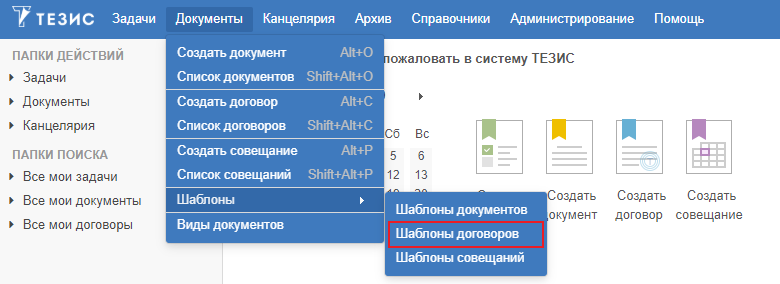 ТЕЗИС Задачи Документы Канцелярия Архив Справочники Администрирование Помощь
ПАПКИ ДЕЙСТВИЙ
Задачи
Документы
Канцелярия
ПАПКИ ПОИСКА
Все мои задачи
Все мои документы
Все мои договоры
Создать документ Alt+O
Список документов Shift+Alt+O
Создать договор Alt+C
Список договоров Shift+Alt+C
Создать совещание Alt+P
Список совещаний Shift+Alt+P
Шаблоны
Виды документов
Шаблоны документов
Шаблоны договоров
Шаблоны совещаний
в систему ТЕЗИС
Сб Вс
5 6
12 13
Создать
Создать договор
Создать совещание